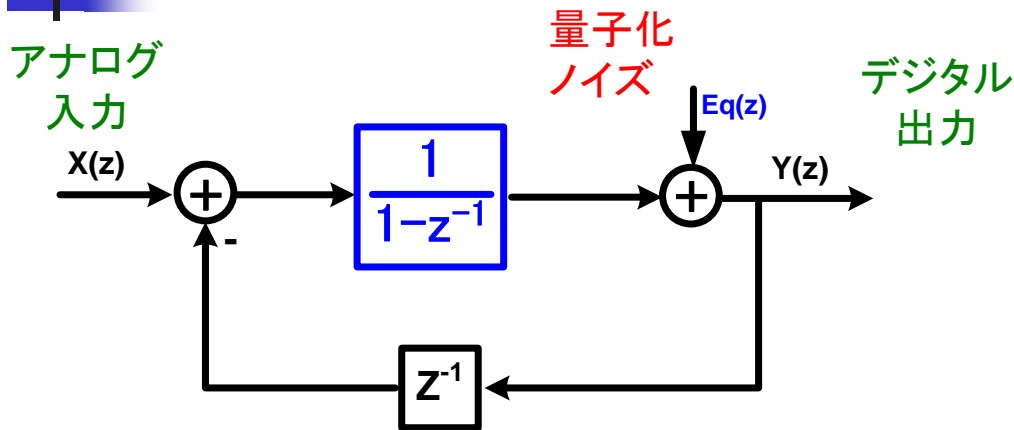 アナログ
入力
量子化
ノイズ
デジタル
出力
X(z)
+
-
1
1-z⁻¹
Eq(z)
+
Y(z)
Z⁻¹